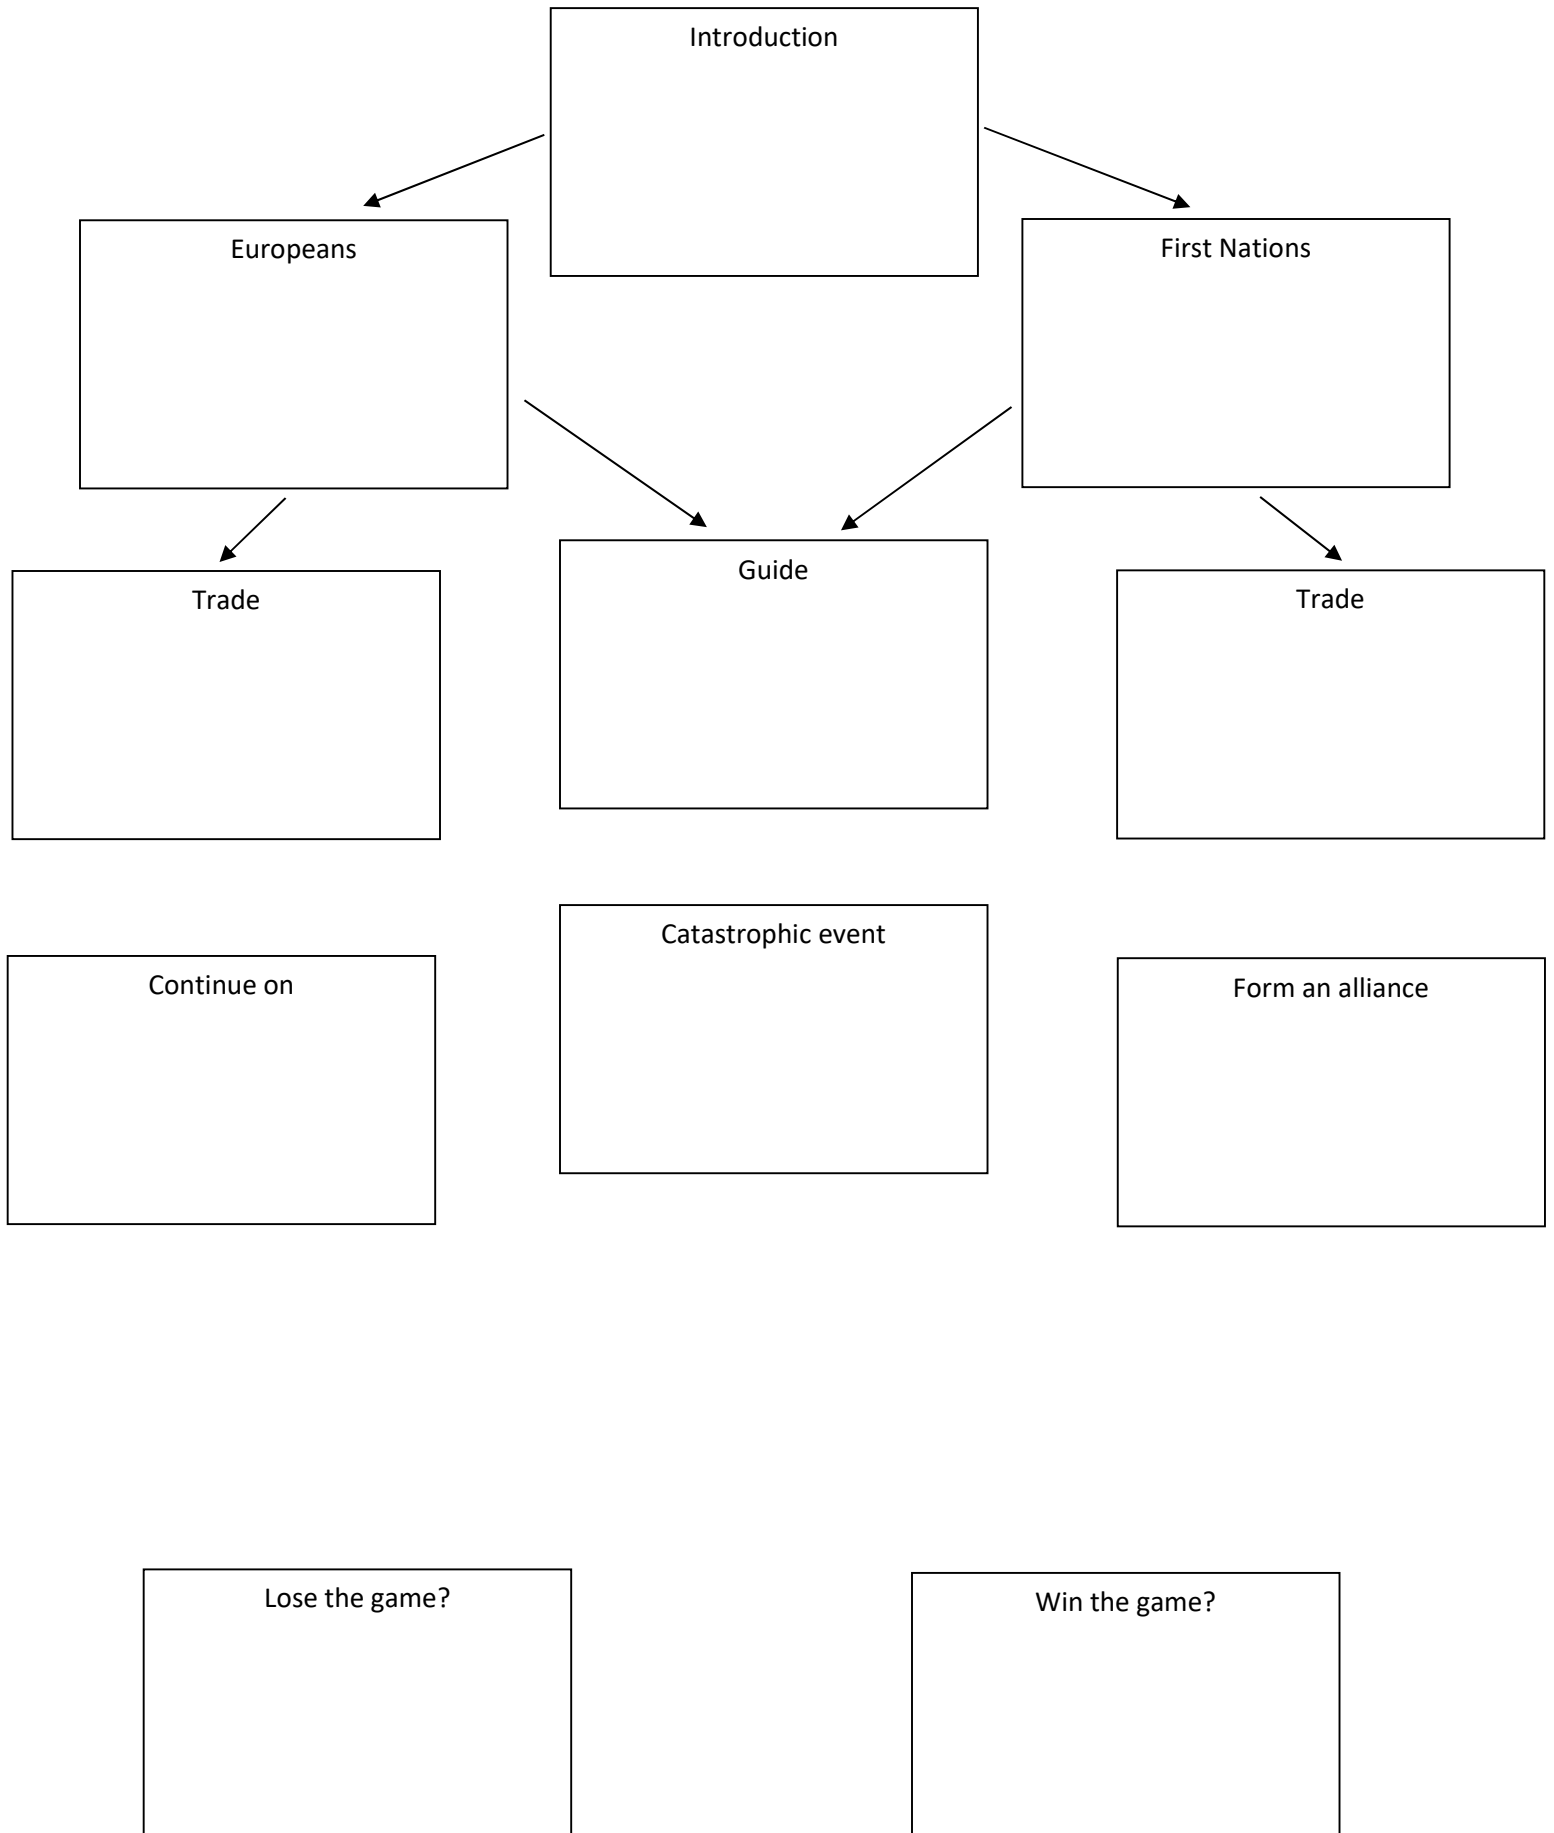 Introduction
Europeans
First Nations
Guide
Trade
Trade
Catastrophic event
Continue on
Form an alliance
Lose the game?
Win the game?